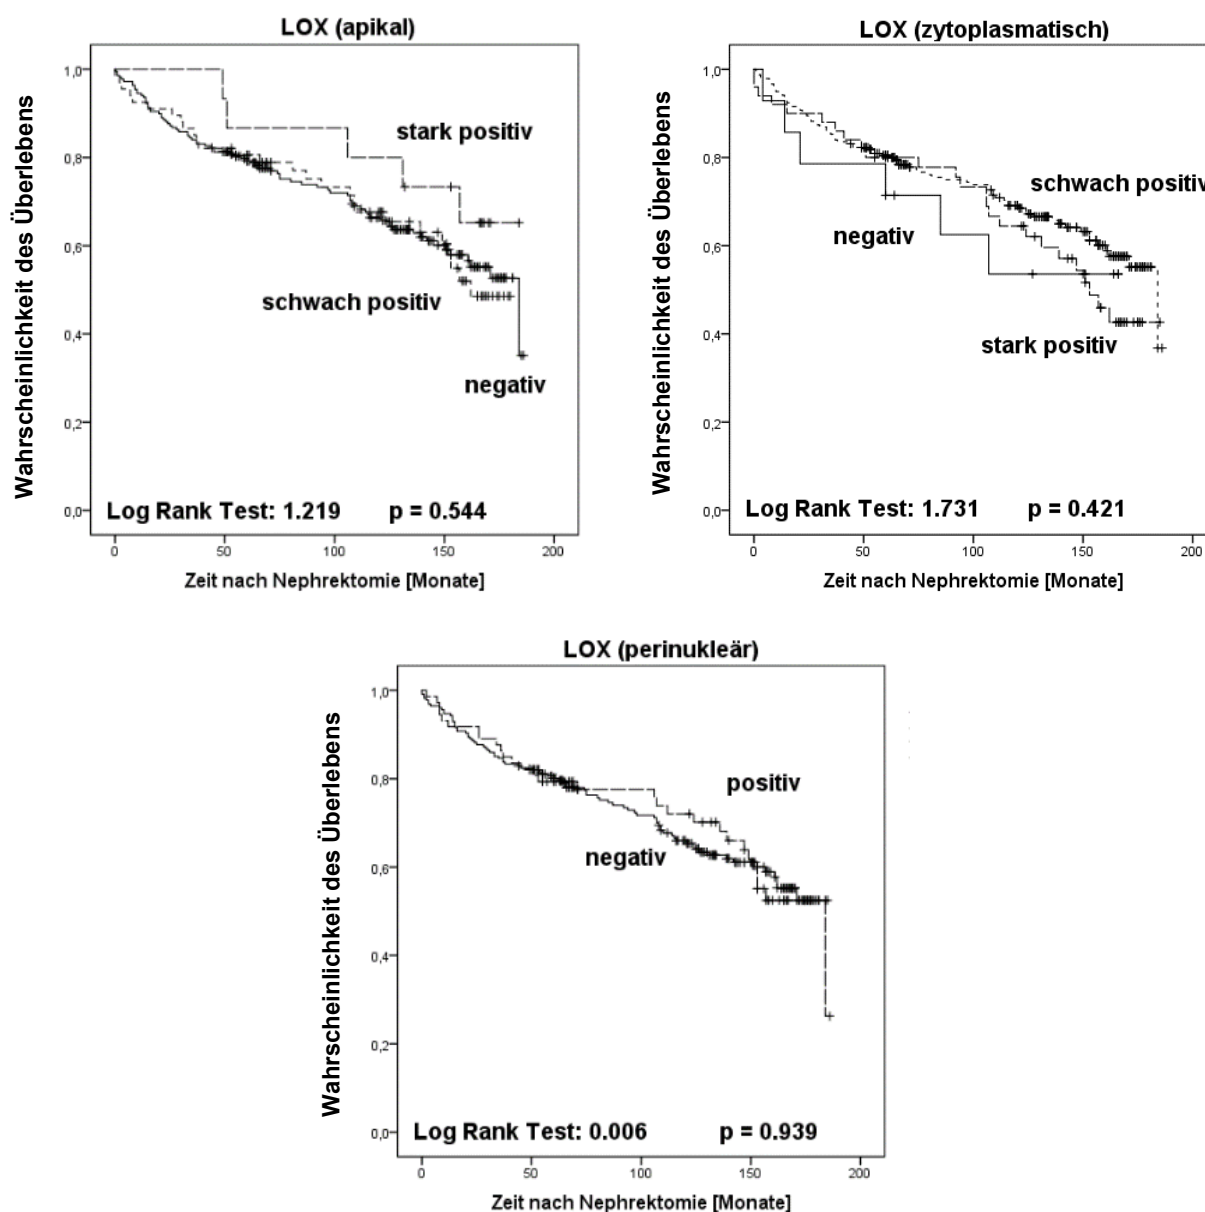 LOX (apikal)
Wahrscheinlichkeit des Überlebens
1,0
0,8
0,6
0,4
0,2
0,0
stark positiv
schwach positiv
negativ
Log Rank Test: 1.219 p = 0.544
0 50 100 150 200
Zeit nach Nephrektomie [Monate]
LOX (zytoplasmatisch)
Wahrscheinlichkeit des Überlebens
1,0
0,8
0,6
0,4
0,2
0,0
schwach positiv
negativ
stark positiv
Log Rank Test: 1.731 p = 0.421
0 50 100 150 200
Zeit nach Nephrektomie [Monate]
LOX (perinukleär)
Wahrscheinlichkeit des Überlebens
1,0
0,8
0,6
0,4
0,2
0,0
positiv
negativ
Log Rank Test: 0.006 p = 0.939
0 50 100 150 200
Zeit nach Nephrektomie [Monate]